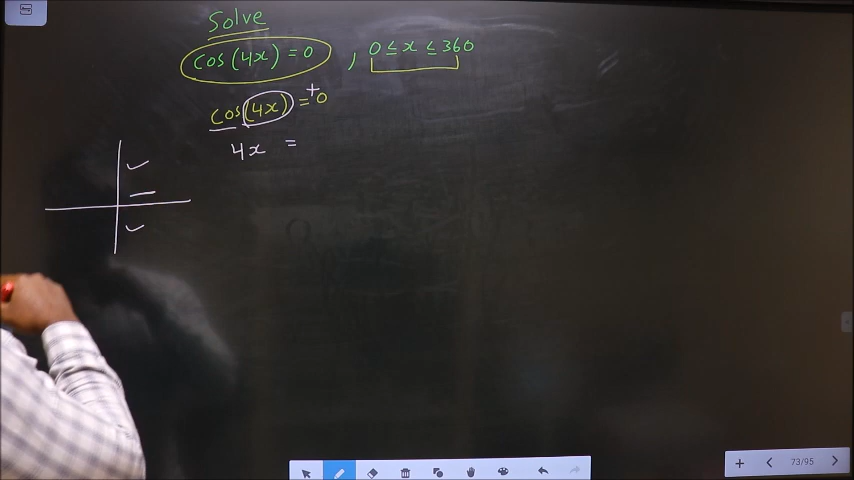 Solve
cos(4x) = 0 , 0 ≤ x ≤ 360
cos(4x) = +0
4x =
73/95